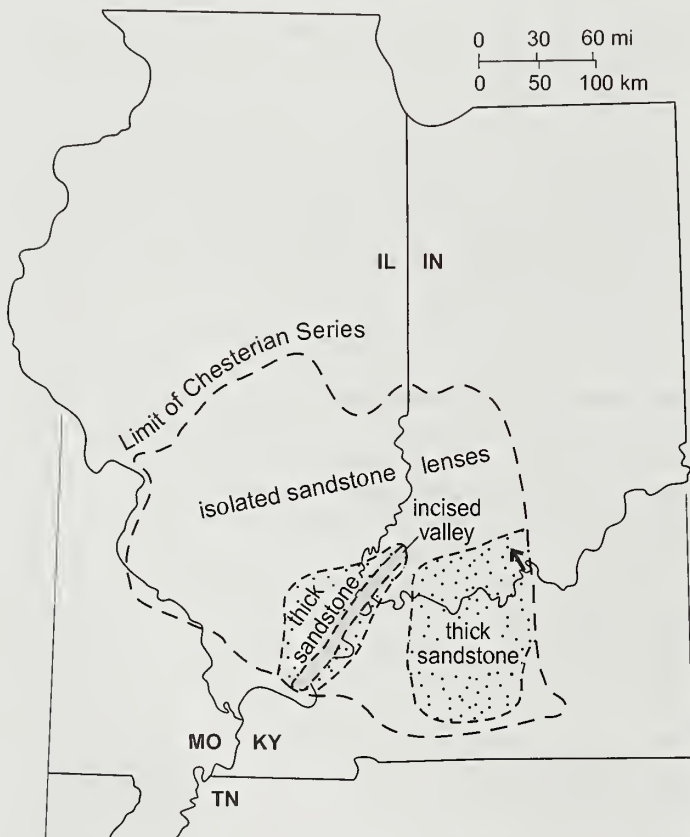 0 30 60 mi
0 50 100 km
IL IN
Limit of Chesterian Series
isolated sandstone lenses
incised
valley
thick
sandstone
thick
sandstone
MO KY
TN